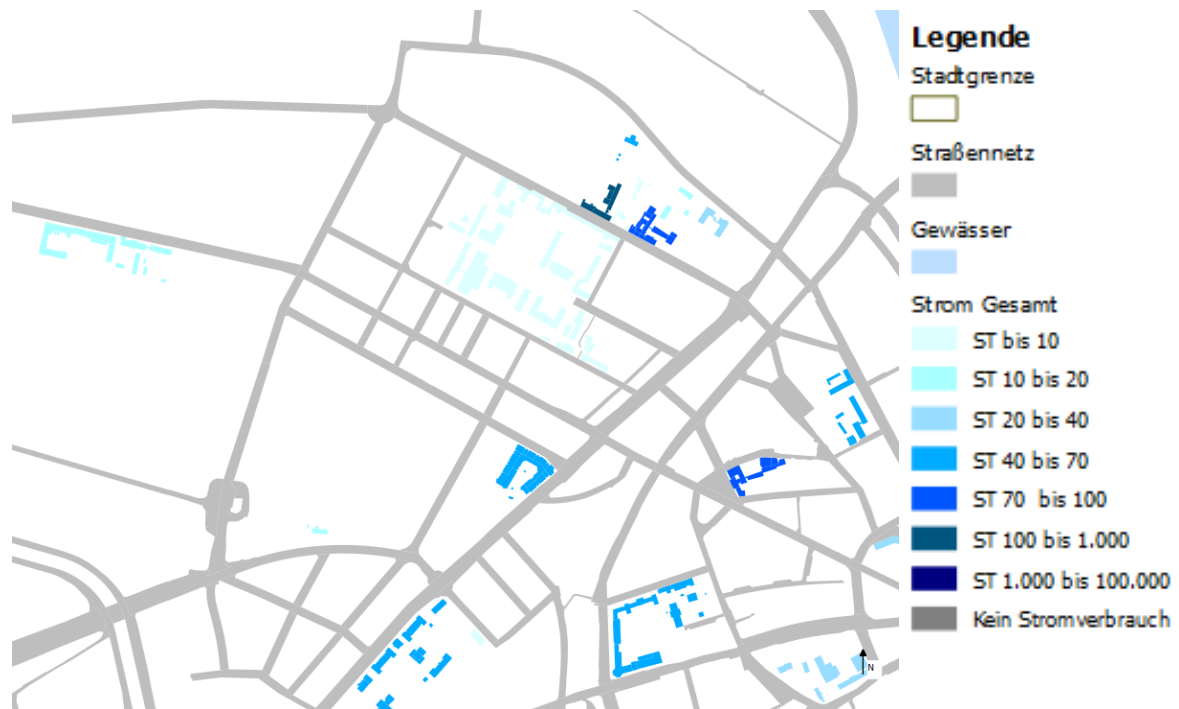 Legende
Stadtgrenze
Straßennetz
Gewässer
Strom Gesamt
ST bis 10
ST 10 bis 20
ST 20 bis 40
ST 40 bis 70
ST 70  bis 100
ST 100 bis 1.000
ST 1.000 bis 100.000
Kein Stromverbrauch
N